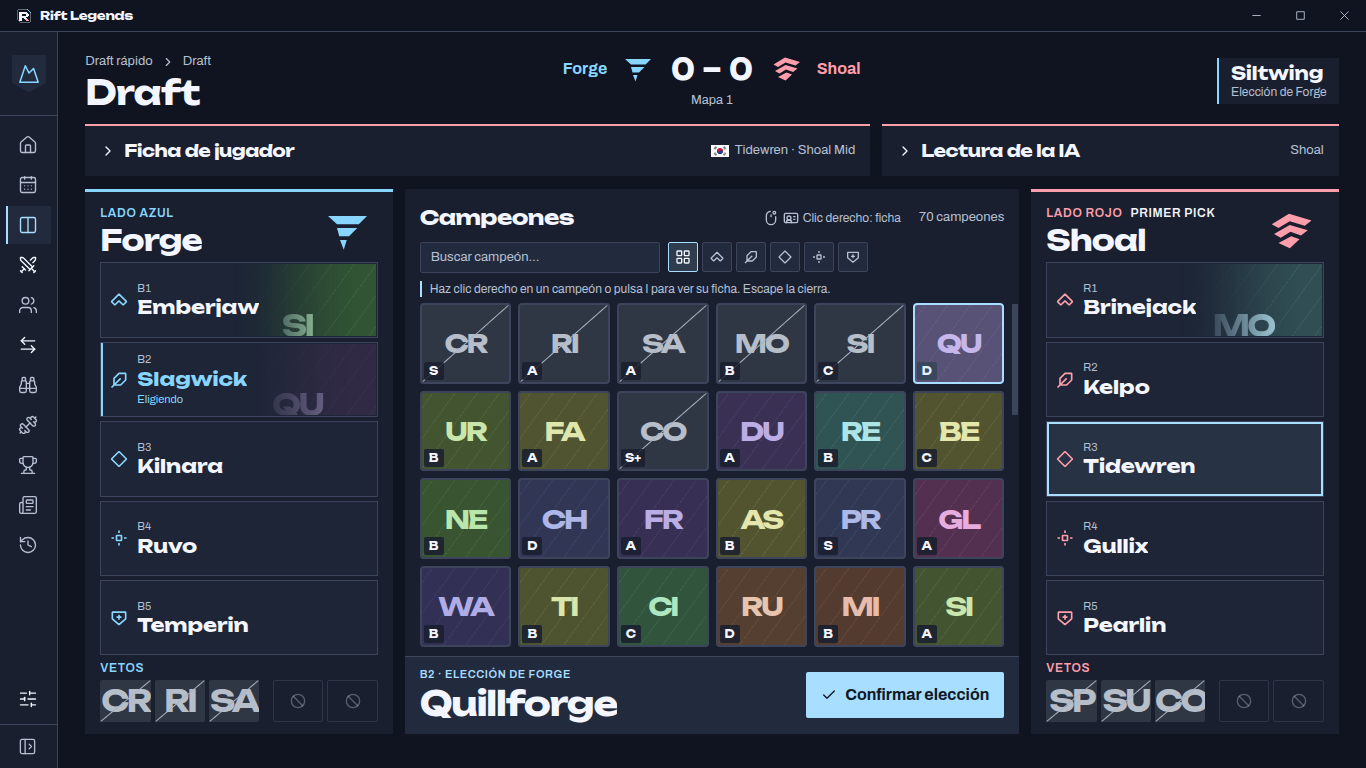 Rift Legends
Draft rápido > Draft
Draft
Forge 0 – 0 Shoal
Mapa 1
Siltwing
Elección de Forge
Ficha de jugador
Tidewren · Shoal Mid
Lectura de la IA
Shoal
LADO AZUL
Forge
B1
Emberjaw
SI
B2
Slagwick
Eligiendo
QU
B3
Kilnara
B4
Ruvo
B5
Temperin
VETOS
CR RI SA
Campeones
Clic derecho: ficha
70 campeones
Buscar campeón...
Haz clic derecho en un campeón o pulsa I para ver su ficha. Escape la cierra.
CR RI SA MO SI QU
S A A B C D
UR FA CO DU RE BE
B A S+ A B C
NE CH FR AS PR GL
B D A B S A
WA TI CI RU MI SI
B B C D B A
B2 · ELECCIÓN DE FORGE
Quillforge
Confirmar elección
LADO ROJO PRIMER PICK
Shoal
R1
Brinejack
MO
R2
Kelpo
R3
Tidewren
R4
Gullix
R5
Pearlin
VETOS
SP SU CO